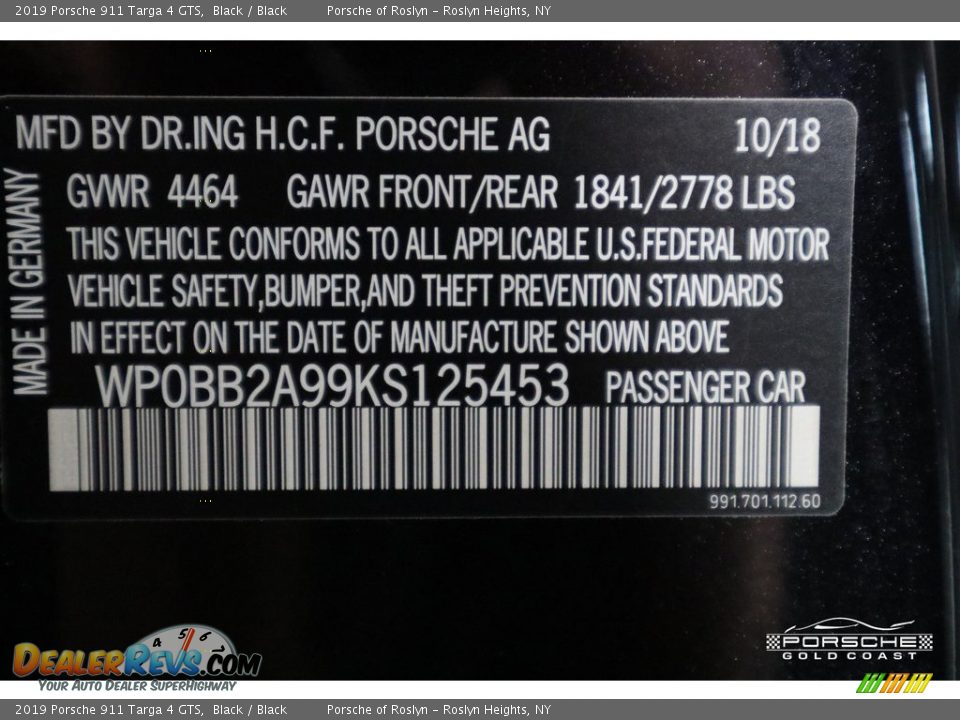 2019 Porsche 911 Targa 4 GTS, Black / Black Porsche of Roslyn – Roslyn Heights, NY
MFD BY DR.ING H.C.F. PORSCHE AG 10/18
GVWR 4464 GAWR FRONT/REAR 1841/2778 LBS
THIS VEHICLE CONFORMS TO ALL APPLICABLE U.S.FEDERAL MOTOR
VEHICLE SAFETY,BUMPER,AND THEFT PREVENTION STANDARDS
IN EFFECT ON THE DATE OF MANUFACTURE SHOWN ABOVE
WP0BB2A99KS125453 PASSENGER CAR
991.701.112.60
MADE IN GERMANY
4 5 6
DEALERREVS.COM
YOUR AUTO DEALER SUPERHIGHWAY
PORSCHE
GOLD COAST
2019 Porsche 911 Targa 4 GTS, Black / Black Porsche of Roslyn – Roslyn Heights, NY